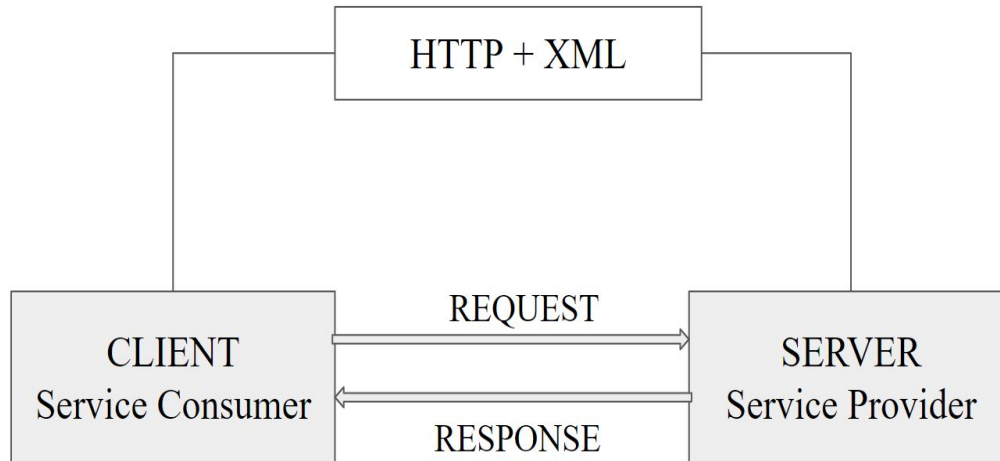 HTTP + XML
REQUEST
CLIENT
Service Consumer
SERVER
Service Provider
RESPONSE